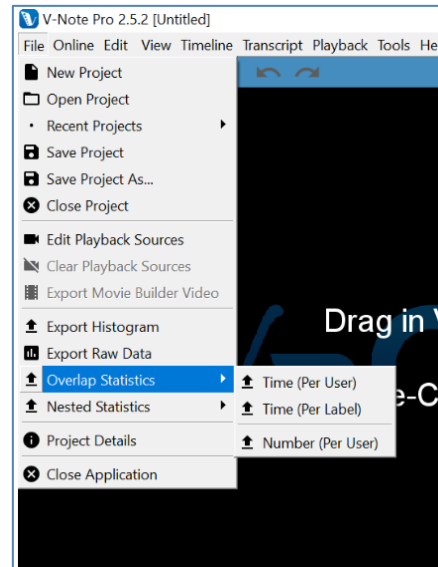 V-Note Pro 2.5.2 [Untitled]
File Online Edit View Timeline Transcript Playback Tools
New Project
Open Project
Recent Projects
Save Project
Save Project As...
Close Project
Edit Playback Sources
Clear Playback Sources
Export Movie Builder Video
Export Histogram
Drag in
Export Raw Data
Overlap Statistics
Time (Per User)
Nested Statistics
Time (Per Label)
Project Details
Number (Per User)
Close Application